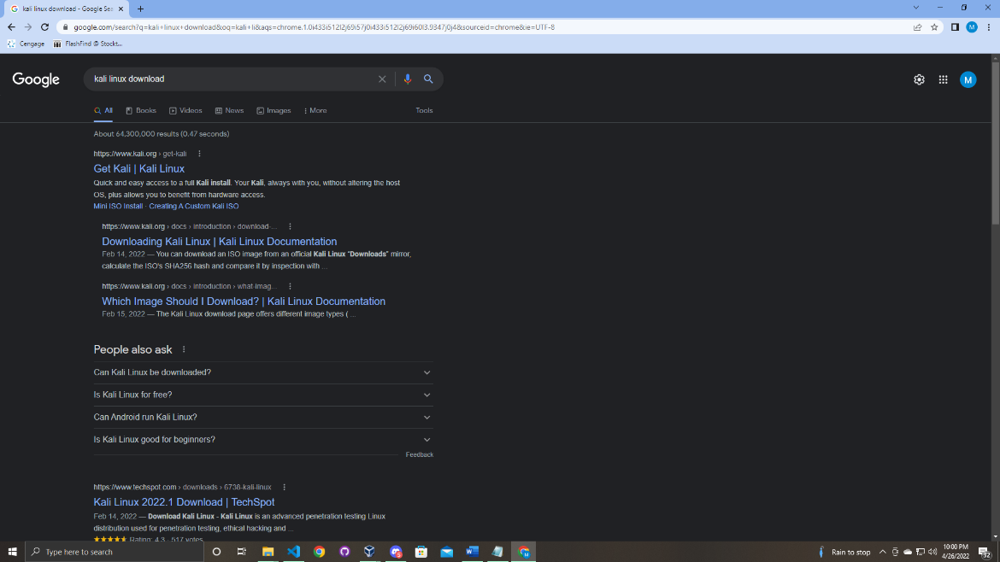 kali linux download - Google Sea
google.com/search?q=kali+linux+download&oq=kali+li&aqs=chrome.1.0i433i512l2j69i57j0i433i512l2j69i60l3.9347j0j4&sourceid=chrome&ie=UTF-8
M
Cengage
FlashFind @ Stockt...
Google
kali linux download
M
All
Books
Videos
News
Images
More
Tools
About 64,300,000 results (0.47 seconds)
https://www.kali.org › get-kali
Get Kali | Kali Linux
Quick and easy access to a full Kali install. Your Kali, always with you, without altering the host
OS, plus allows you to benefit from hardware access.
Mini ISO Install · Creating A Custom Kali ISO
https://www.kali.org › docs › introduction › download-...
Downloading Kali Linux | Kali Linux Documentation
Feb 14, 2022 — You can download an ISO image from an official Kali Linux "Downloads" mirror,
calculate the ISO's SHA256 hash and compare it by inspection with ...
https://www.kali.org › docs › introduction › what-imag...
Which Image Should I Download? | Kali Linux Documentation
Feb 15, 2022 — The Kali Linux download page offers different image types ( ...
People also ask
Can Kali Linux be downloaded?
Is Kali Linux for free?
Can Android run Kali Linux?
Is Kali Linux good for beginners?
Feedback
https://www.techspot.com › downloads › 6738-kali-linux
Kali Linux 2022.1 Download | TechSpot
Feb 14, 2022 — Download Kali Linux - Kali Linux is an advanced penetration testing Linux
distribution used for penetration testing, ethical hacking and ...
Rating: 4.3 · 517 votes
Type here to search
Rain to stop
10:00 PM
4/26/2022
32